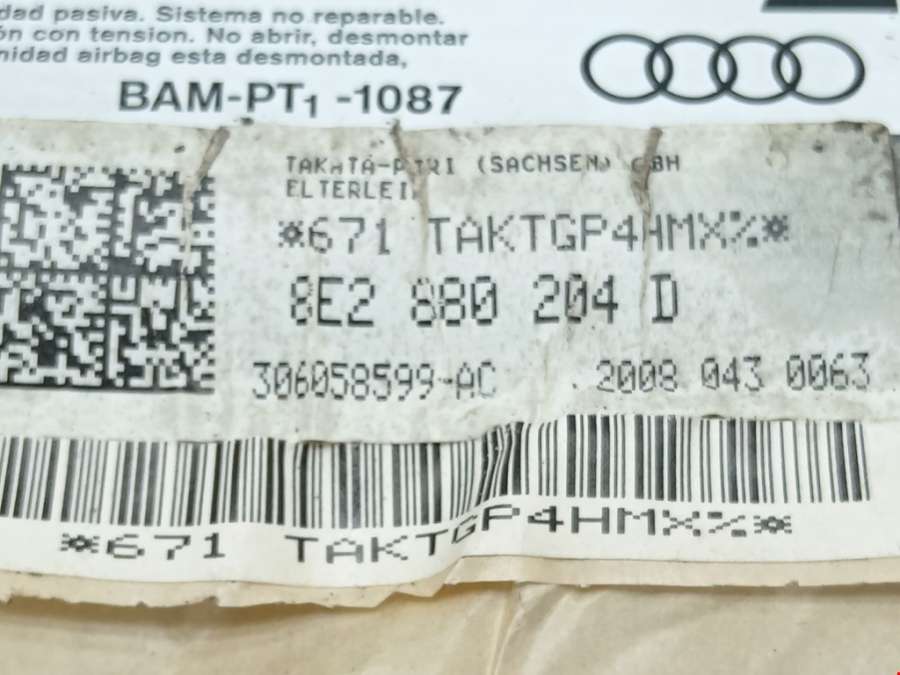 dad pasiva. Sistema no reparable.
ón con tension. No abrir, desmontar
nidad airbag esta desmontada,
BAM-PT1 -1087
TAKATA-PETRI (SACHSEN) GBH
ELTERLEIN
*671 TAKTGP4HMX%*
8E2 880 204 D
306058599-AC . 2008 043 0063
*671 TAKTGP4HMX%*